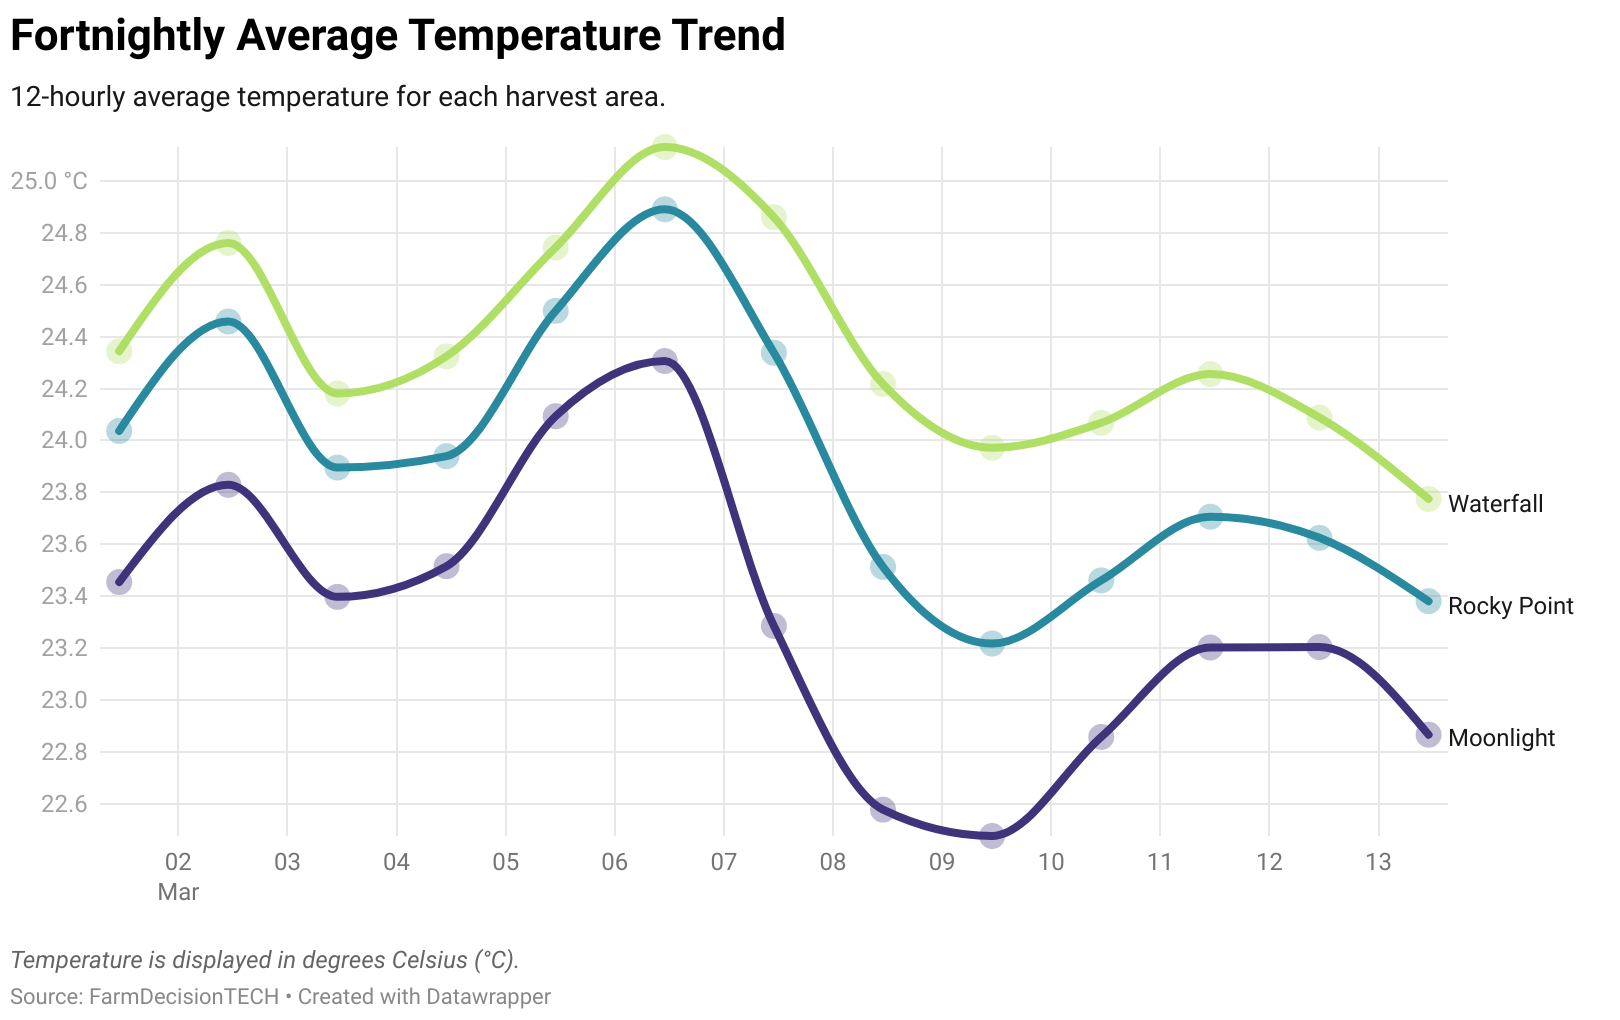 Fortnightly Average Temperature Trend
12-hourly average temperature for each harvest area.
25.0 °C
24.8
24.6
24.4
24.2
24.0
23.8
23.6
23.4
23.2
23.0
22.8
22.6
Waterfall
Rocky Point
Moonlight
02 03 04 05 06 07 08 09 10 11 12 13
Mar
Temperature is displayed in degrees Celsius (°C).
Source: FarmDecisionTECH • Created with Datawrapper